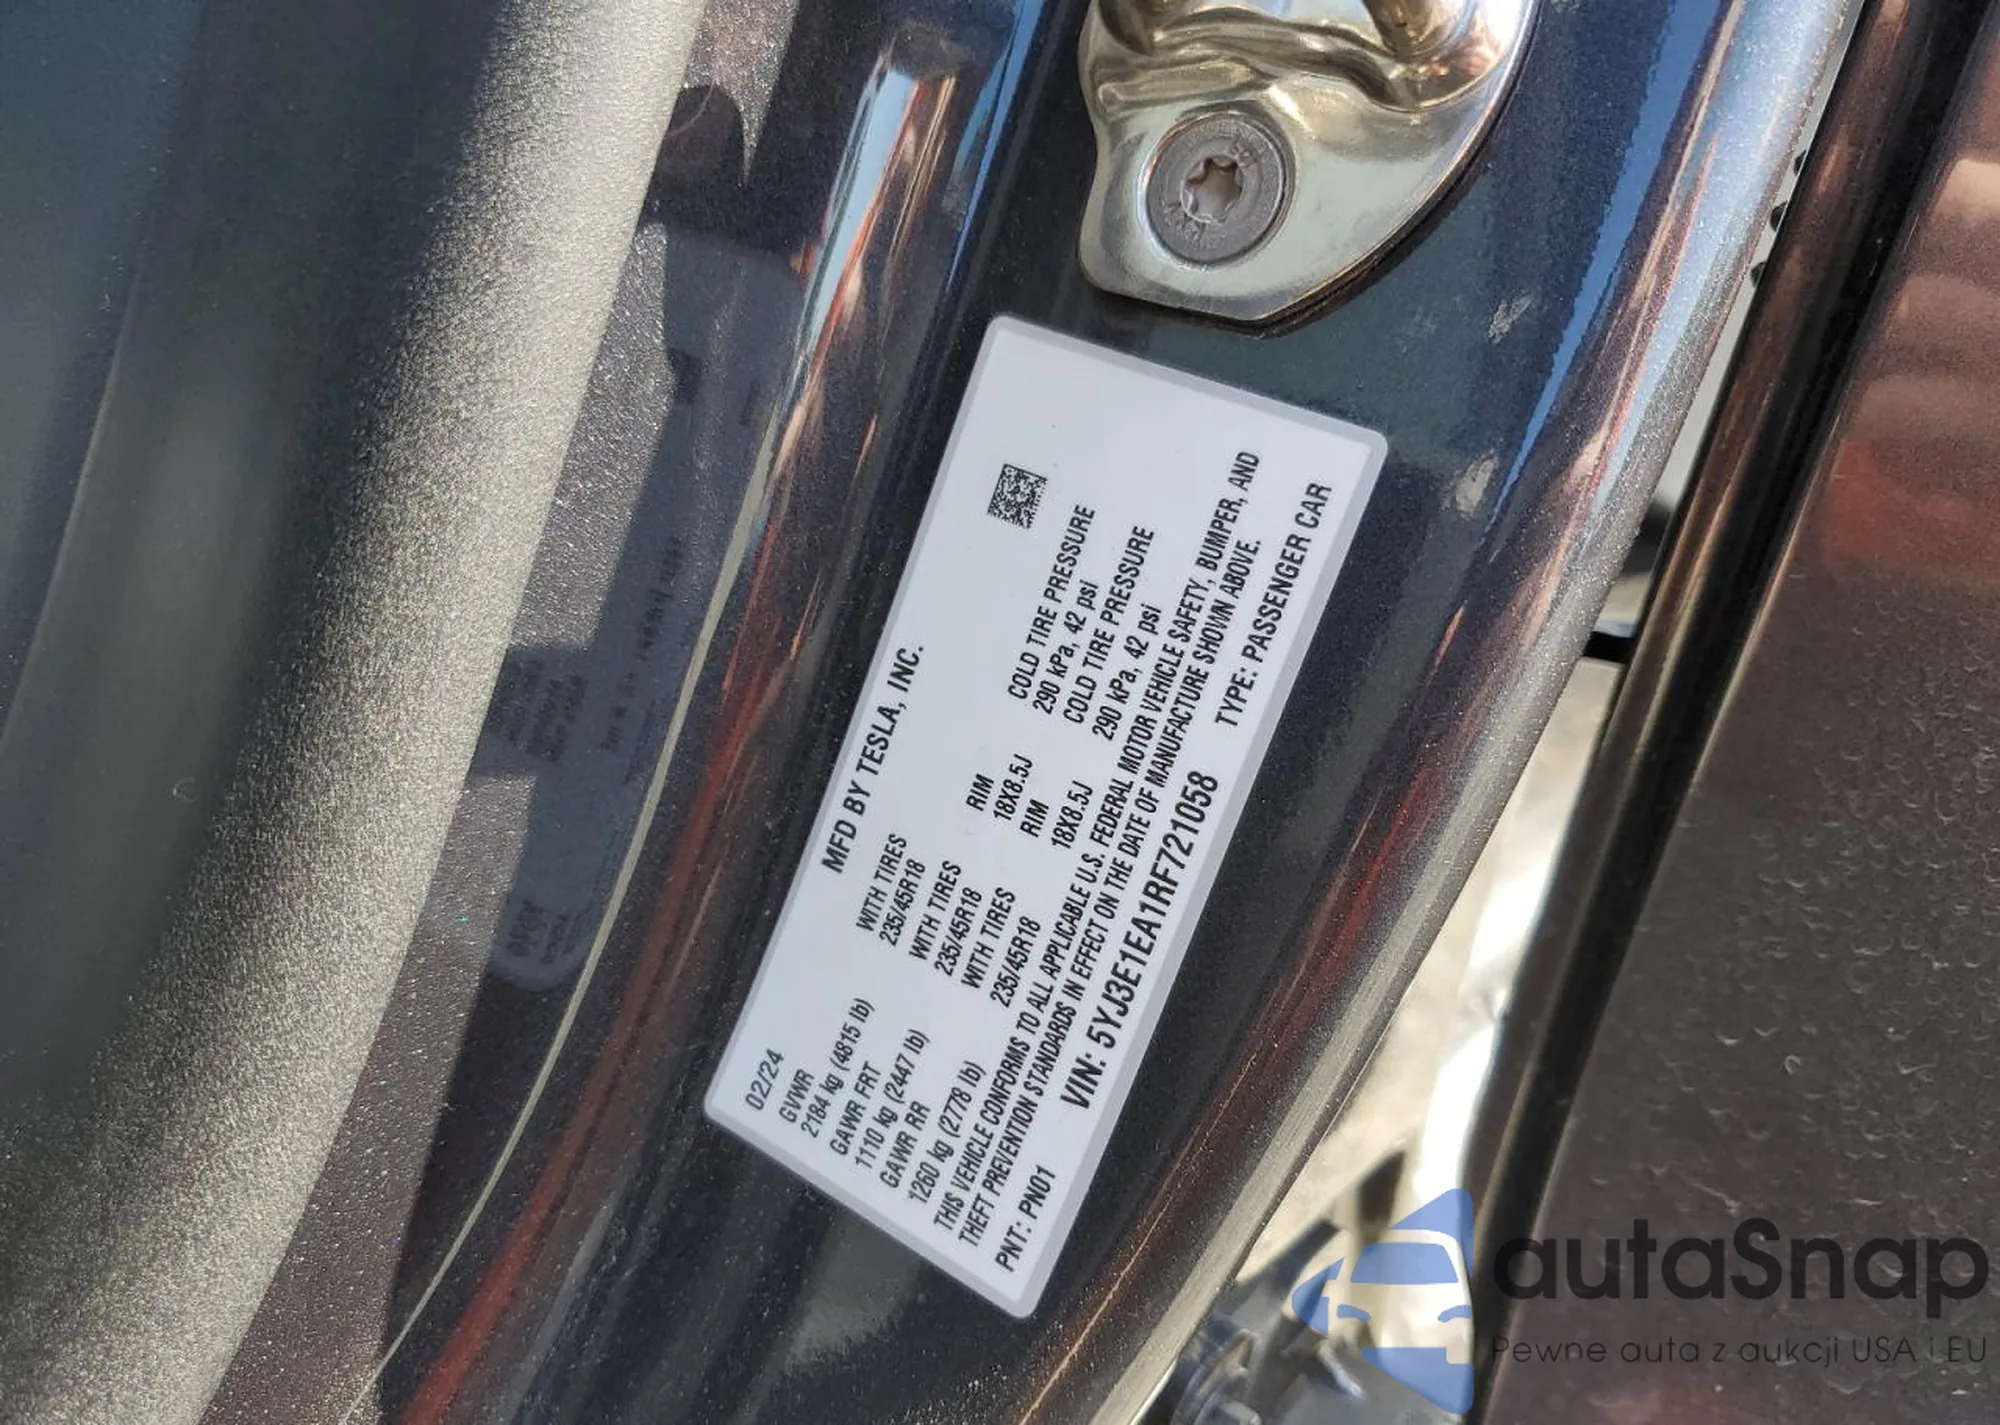 MFD BY TESLA, INC.
02/24
GVWR WITH TIRES RIM COLD TIRE PRESSURE
2184 kg (4815 lb) 235/45R18 18X8.5J 290 kPa, 42 psi
GAWR FRT WITH TIRES RIM COLD TIRE PRESSURE
1110 kg (2447 lb) 235/45R18 18X8.5J 290 kPa, 42 psi
GAWR RR WITH TIRES
1260 kg (2778 lb) 235/45R18
THIS VEHICLE CONFORMS TO ALL APPLICABLE U.S. FEDERAL MOTOR VEHICLE SAFETY, BUMPER, AND
THEFT PREVENTION STANDARDS IN EFFECT ON THE DATE OF MANUFACTURE SHOWN ABOVE.
VIN: 5YJ3E1EA1RF721058 TYPE: PASSENGER CAR
PNT: PN01
autaSnap
Pewne auta z aukcji USA i EU